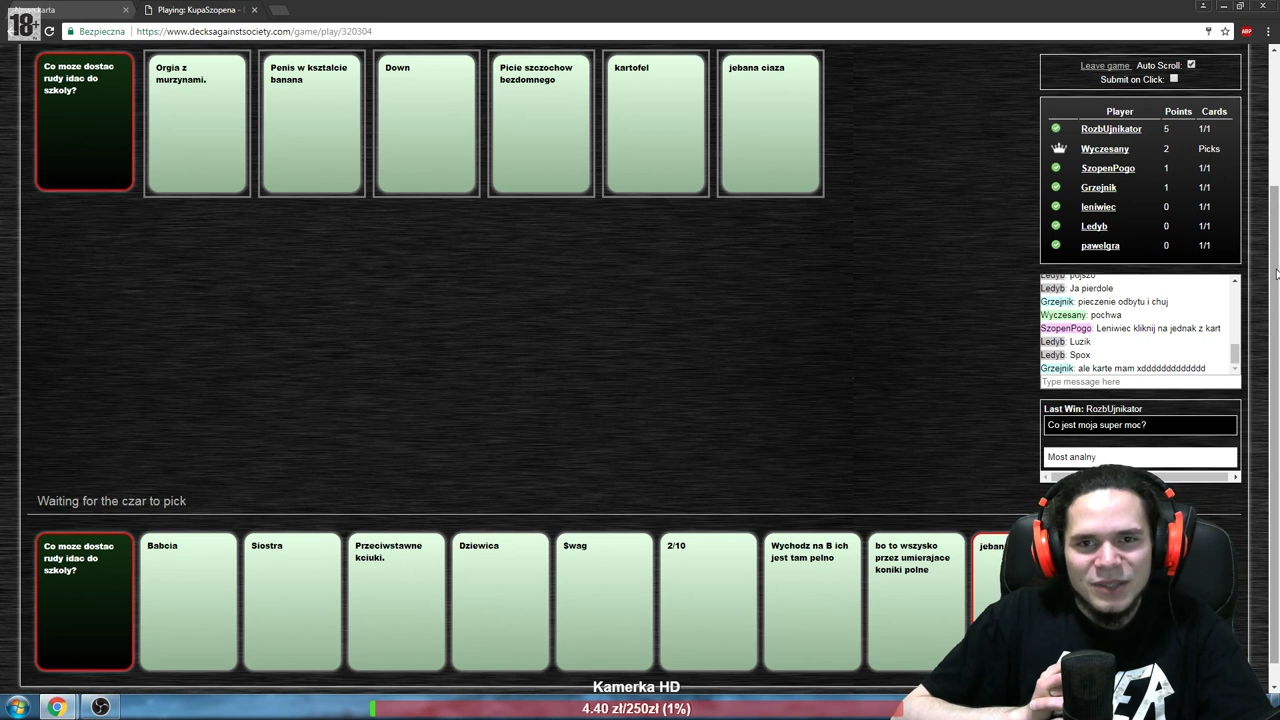 18+
karta
Playing: KupaSzopena -
Bezpieczna
https://www.decksagainstsociety.com/game/play/320304
Co moze dostac
rudy idac do
szkoly?
Orgia z
murzynami.
Penis w ksztalcie
banana
Down
Picie szczochow
bezdomnego
kartofel
jebana ciaza
Leave game Auto Scroll:
Submit on Click:
Player Points Cards
RozbUjnikator 5 1/1
Wyczesany 2 Picks
SzopenPogo 1 1/1
Grzejnik 1 1/1
leniwiec 0 1/1
Ledyb 0 1/1
pawelgra 0 1/1
Ledyb: pojszo
Ledyb: Ja pierdole
Grzejnik: pieczenie odbytu i chuj
Wyczesany: pochwa
SzopenPogo: Leniwiec kliknij na jednak z kart
Ledyb: Luzik
Ledyb: Spox
Grzejnik: ale karte mam xddddddddddddd
Type message here
Last Win: RozbUjnikator
Co jest moja super moc?
Most analny
Waiting for the czar to pick
Co moze dostac
rudy idac do
szkoly?
Babcia
Siostra
Przeciwstawne
kciuki.
Dziewica
Swag
2/10
Wychodz na B ich
jest tam pelno
bo to wszysko
przez umierajace
koniki polne
jeban
Kamerka HD
4.40 zł/250zł (1%)